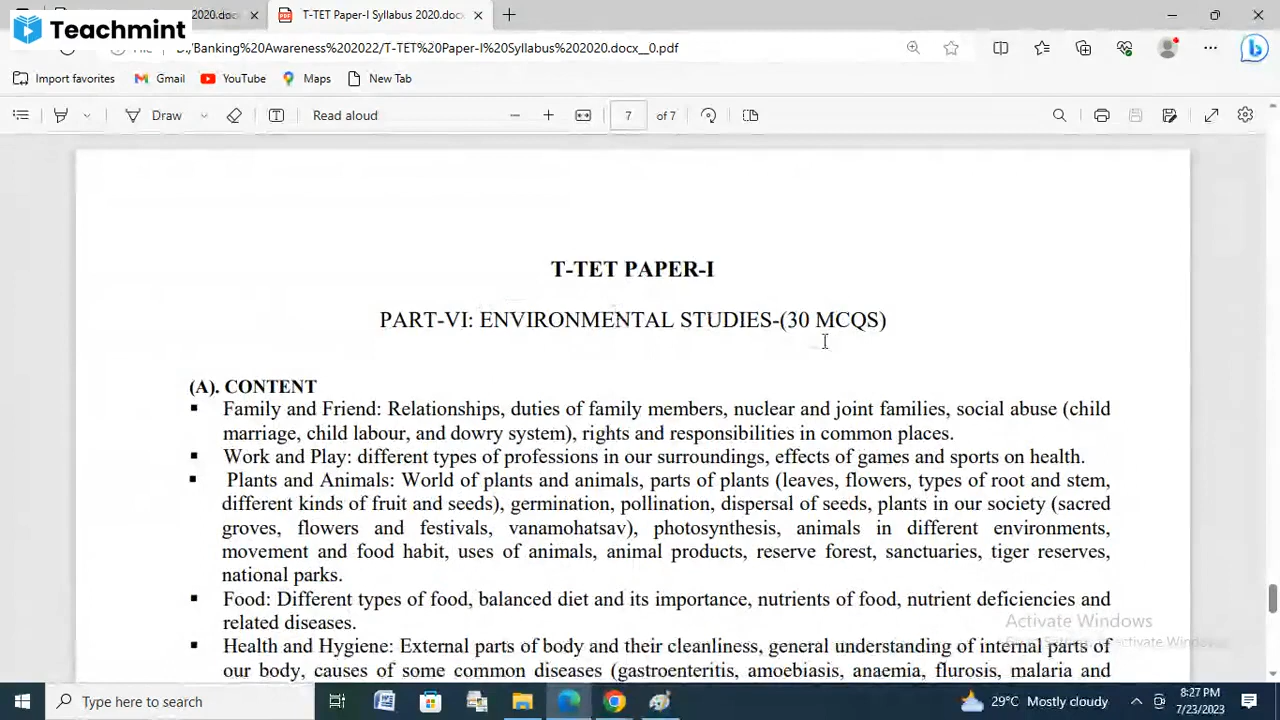 Teachmint
020.docx
T-TET Paper-I Syllabus 2020.docx
D:/Banking%20Awareness%202022/T-TET%20Paper-I%20Syllabus%202020.docx__0.pdf
Import favorites Gmail YouTube Maps New Tab
Draw Read aloud 7 of 7
T-TET PAPER-I
PART-VI: ENVIRONMENTAL STUDIES-(30 MCQS)
(A). CONTENT
▪ Family and Friend: Relationships, duties of family members, nuclear and joint families, social abuse (child
marriage, child labour, and dowry system), rights and responsibilities in common places.
▪ Work and Play: different types of professions in our surroundings, effects of games and sports on health.
▪ Plants and Animals: World of plants and animals, parts of plants (leaves, flowers, types of root and stem,
different kinds of fruit and seeds), germination, pollination, dispersal of seeds, plants in our society (sacred
groves, flowers and festivals, vanamohatsav), photosynthesis, animals in different environments,
movement and food habit, uses of animals, animal products, reserve forest, sanctuaries, tiger reserves,
national parks.
▪ Food: Different types of food, balanced diet and its importance, nutrients of food, nutrient deficiencies and
related diseases.
▪ Health and Hygiene: External parts of body and their cleanliness, general understanding of internal parts of
our body, causes of some common diseases (gastroenteritis, amoebiasis, anaemia, flurosis, malaria and
Activate Windows
Type here to search
29°C Mostly cloudy
8:27 PM
7/23/2023